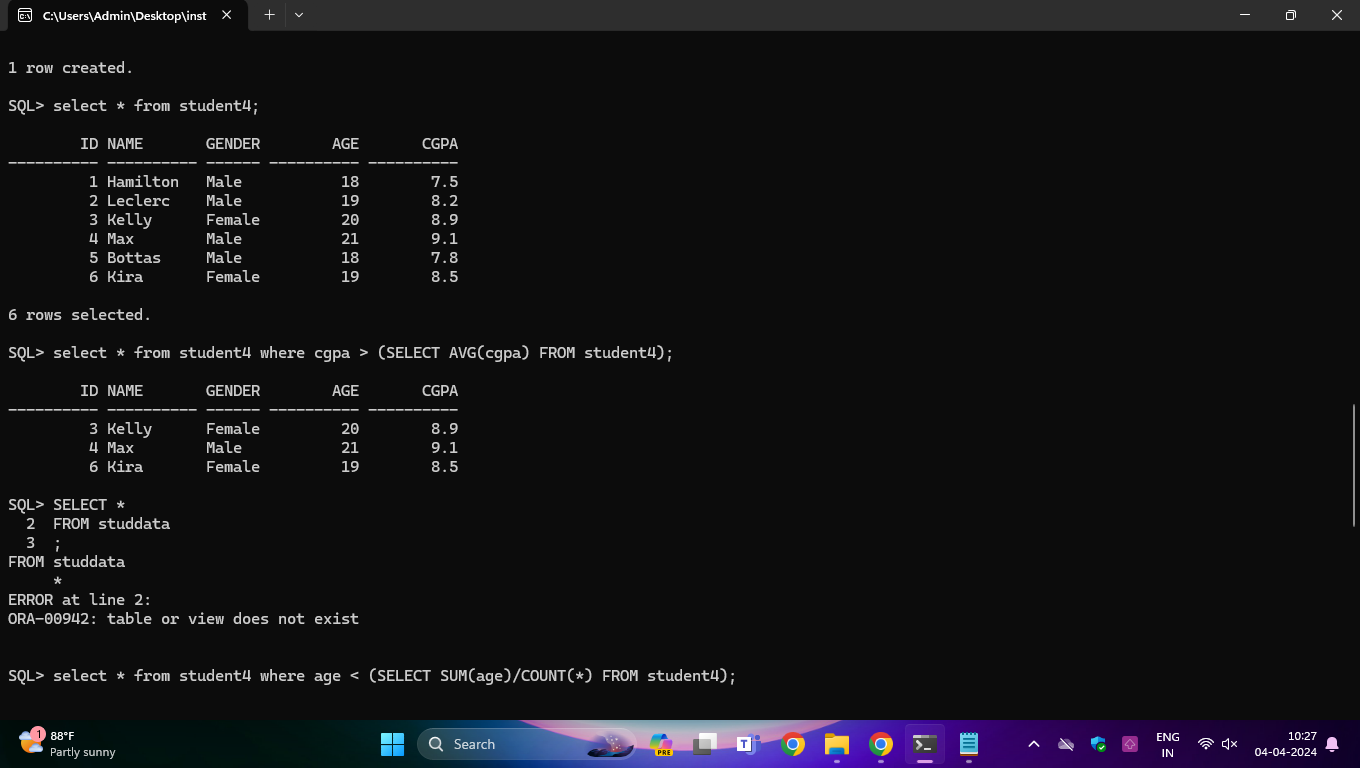 C:\Users\Admin\Desktop\inst
1 row created.
SQL> select * from student4;
        ID NAME       GENDER        AGE       CGPA
---------- ---------- ------ ---------- ----------
         1 Hamilton   Male           18        7.5
         2 Leclerc    Male           19        8.2
         3 Kelly      Female         20        8.9
         4 Max        Male           21        9.1
         5 Bottas     Male           18        7.8
         6 Kira       Female         19        8.5
6 rows selected.
SQL> select * from student4 where cgpa > (SELECT AVG(cgpa) FROM student4);
        ID NAME       GENDER        AGE       CGPA
---------- ---------- ------ ---------- ----------
         3 Kelly      Female         20        8.9
         4 Max        Male           21        9.1
         6 Kira       Female         19        8.5
SQL> SELECT *
  2  FROM studdata
  3  ;
FROM studdata
     *
ERROR at line 2:
ORA-00942: table or view does not exist
SQL> select * from student4 where age < (SELECT SUM(age)/COUNT(*) FROM student4);
1
88°F
Partly sunny
Search
PRE
T
ENG
IN
10:27
04-04-2024